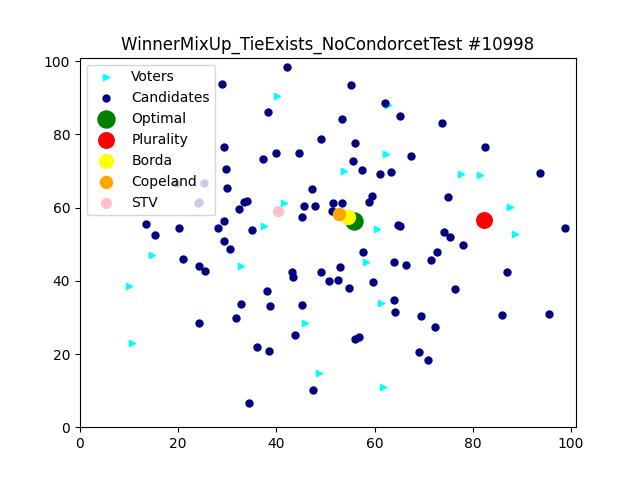 WinnerMixUp_TieExists_NoCondorcetTest #10998
Voters
Candidates
Optimal
Plurality
Borda
Copeland
STV
100
80
60
40
20
0
0 20 40 60 80 100